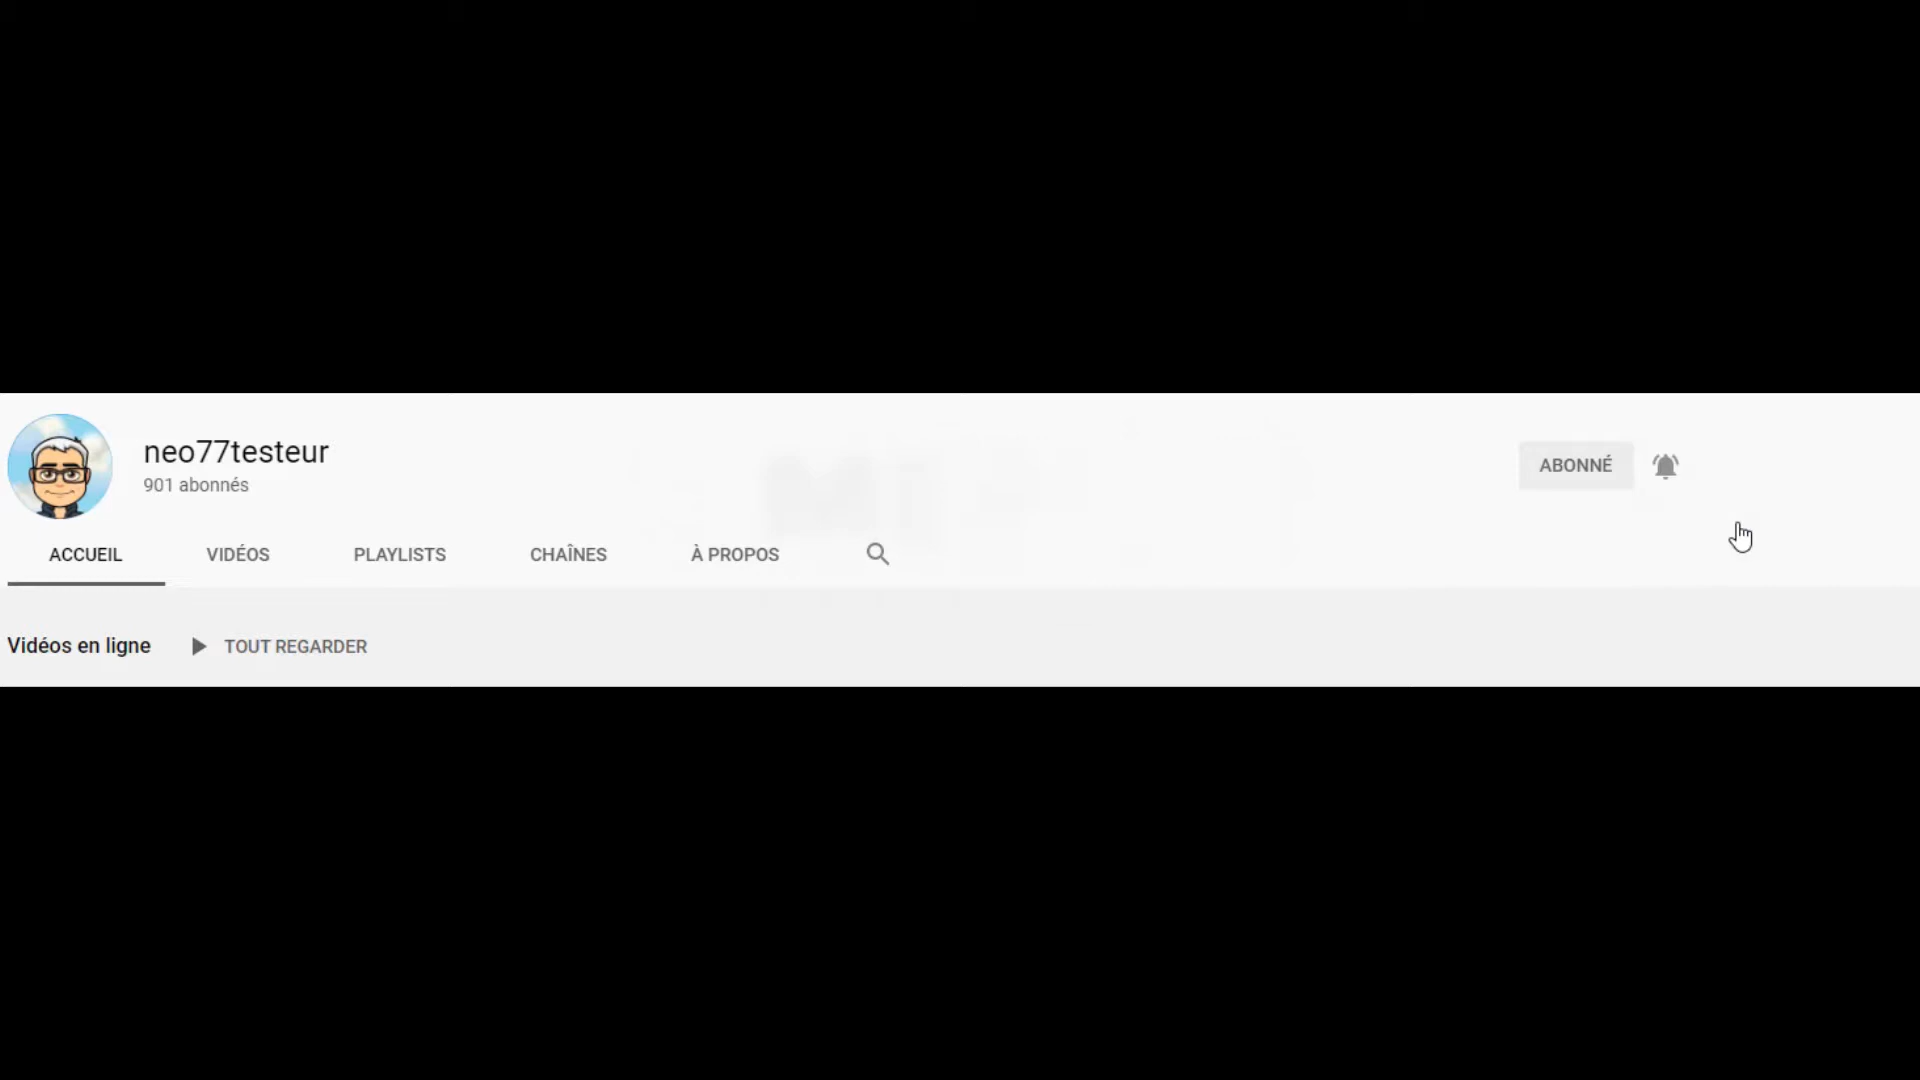 neo77testeur
901 abonnés
ABONNÉ
ACCUEIL VIDÉOS PLAYLISTS CHAÎNES À PROPOS
Vidéos en ligne TOUT REGARDER